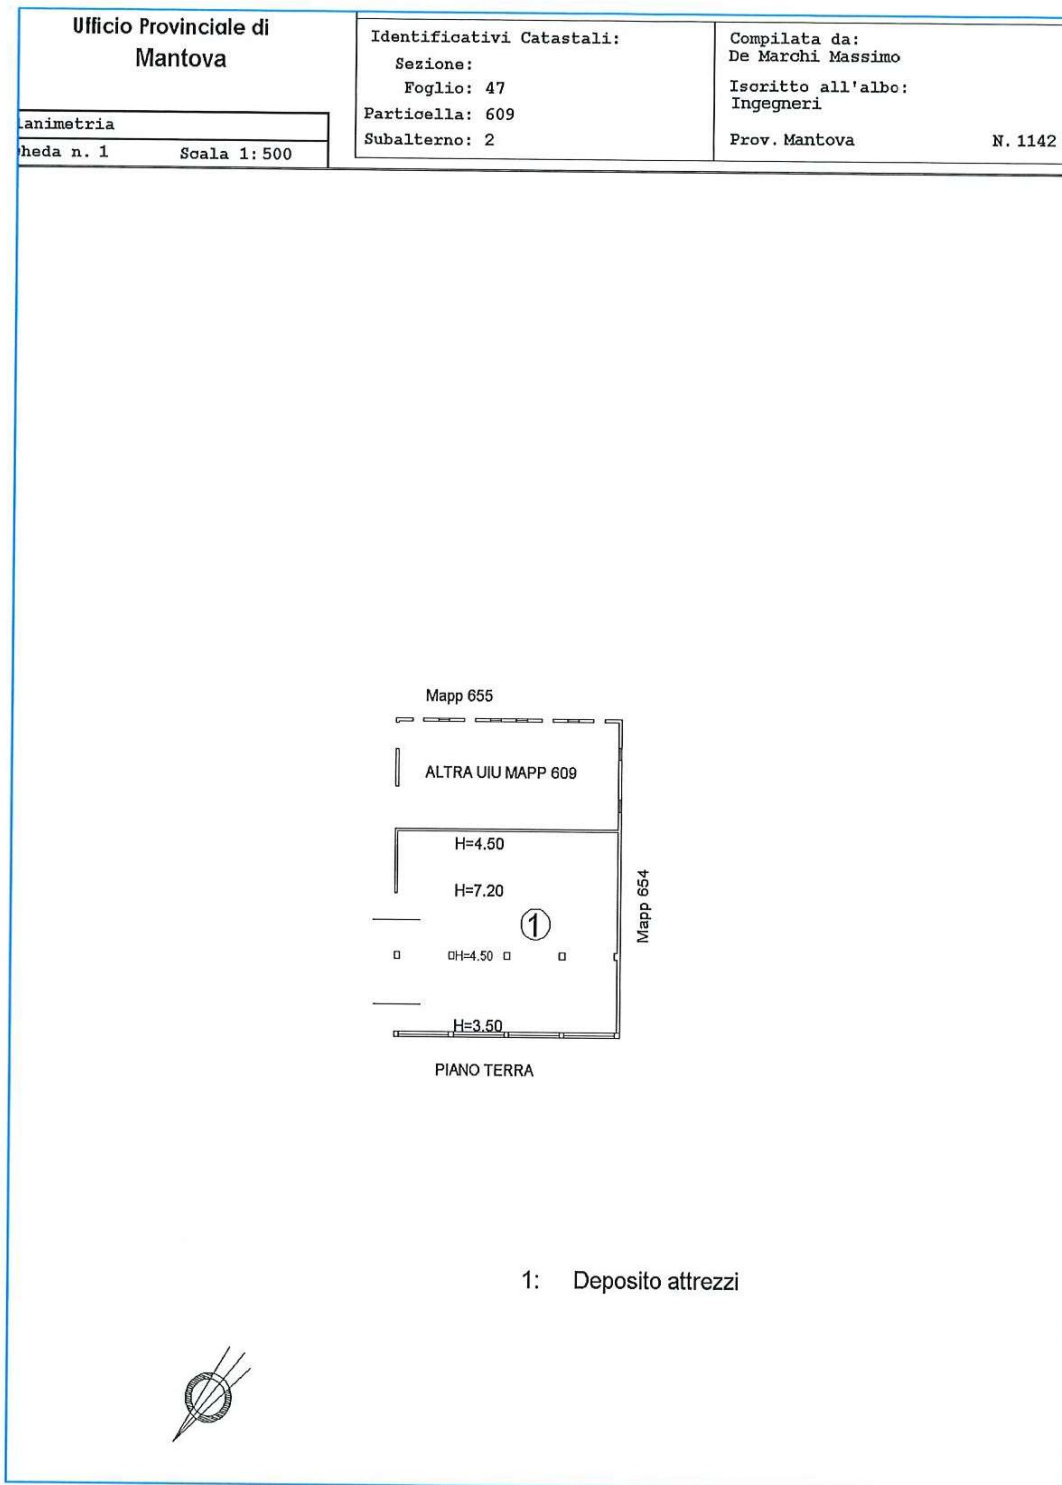 Ufficio Provinciale di
Mantova
lanimetria
heda n. 1 Scala 1:500
Identificativi Catastali:
Sezione:
Foglio: 47
Particella: 609
Subalterno: 2
Compilata da:
De Marchi Massimo
Iscritto all'albo:
Ingegneri
Prov. Mantova N. 1142
Mapp 655
ALTRA UIU MAPP 609
H=4.50
H=7.20
1
Mapp 654
H=4.50
H=3.50
PIANO TERRA
1: Deposito attrezzi